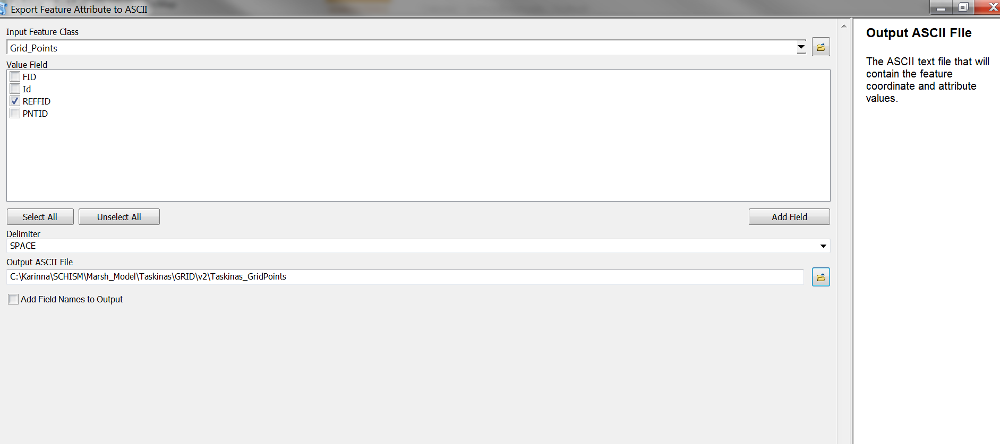 Export Feature Attribute to ASCII
Input Feature Class
Grid_Points
Value Field
FID
Id
REFFID
PNTID
Select All
Unselect All
Add Field
Delimiter
SPACE
Output ASCII File
C:\Karinna\SCHISM\Marsh_Model\Taskinas\GRID\v2\Taskinas_GridPoints
Add Field Names to Output
Output ASCII File
The ASCII text file that will
contain the feature
coordinate and attribute
values.